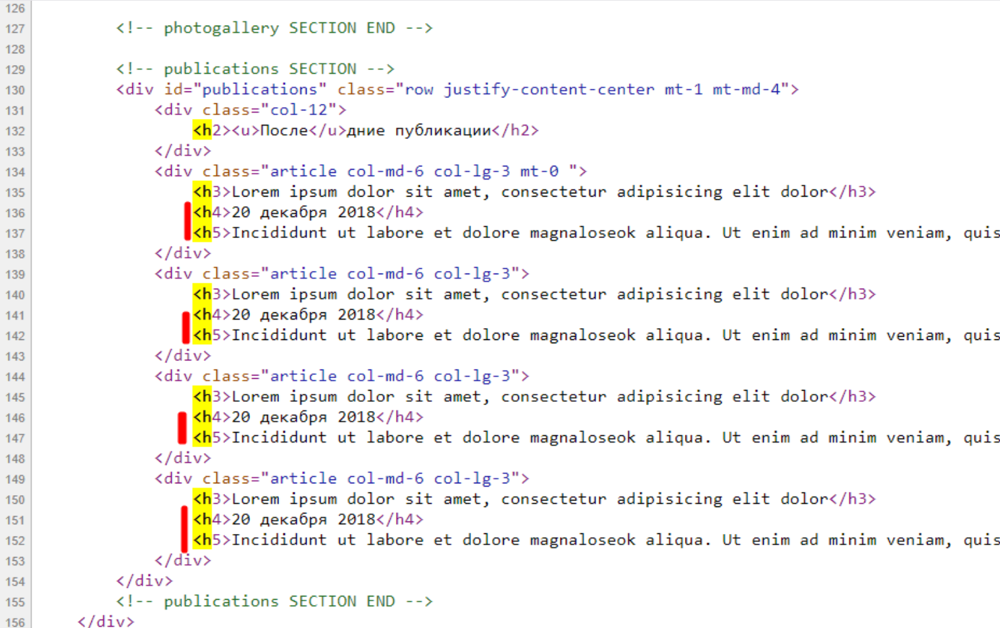 126
127 <!-- photogallery SECTION END -->
128
129 <!-- publications SECTION -->
130 <div id="publications" class="row justify-content-center mt-1 mt-md-4">
131 <div class="col-12">
132 <h2><u>После</u>дние публикации</h2>
133 </div>
134 <div class="article col-md-6 col-lg-3 mt-0 ">
135 <h3>Lorem ipsum dolor sit amet, consectetur adipisicing elit dolor</h3>
136 <h4>20 декабря 2018</h4>
137 <h5>Incididunt ut labore et dolore magnaloseok aliqua. Ut enim ad minim veniam, quis
138 </div>
139 <div class="article col-md-6 col-lg-3">
140 <h3>Lorem ipsum dolor sit amet, consectetur adipisicing elit dolor</h3>
141 <h4>20 декабря 2018</h4>
142 <h5>Incididunt ut labore et dolore magnaloseok aliqua. Ut enim ad minim veniam, quis
143 </div>
144 <div class="article col-md-6 col-lg-3">
145 <h3>Lorem ipsum dolor sit amet, consectetur adipisicing elit dolor</h3>
146 <h4>20 декабря 2018</h4>
147 <h5>Incididunt ut labore et dolore magnaloseok aliqua. Ut enim ad minim veniam, quis
148 </div>
149 <div class="article col-md-6 col-lg-3">
150 <h3>Lorem ipsum dolor sit amet, consectetur adipisicing elit dolor</h3>
151 <h4>20 декабря 2018</h4>
152 <h5>Incididunt ut labore et dolore magnaloseok aliqua. Ut enim ad minim veniam, quis
153 </div>
154 </div>
155 <!-- publications SECTION END -->
156 </div>